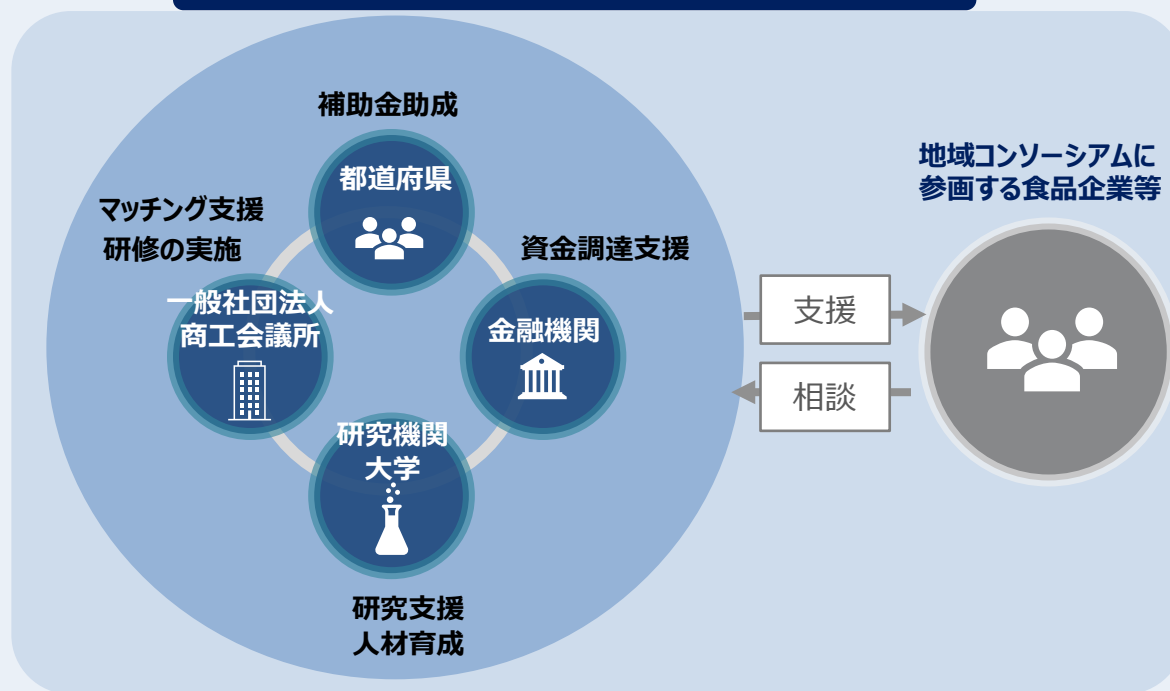 補助金助成
都道府県
マッチング支援
研修の実施
資金調達支援
一般社団法人
商工会議所
金融機関
研究機関
大学
研究支援
人材育成
支援
相談
地域コンソーシアムに
参画する食品企業等